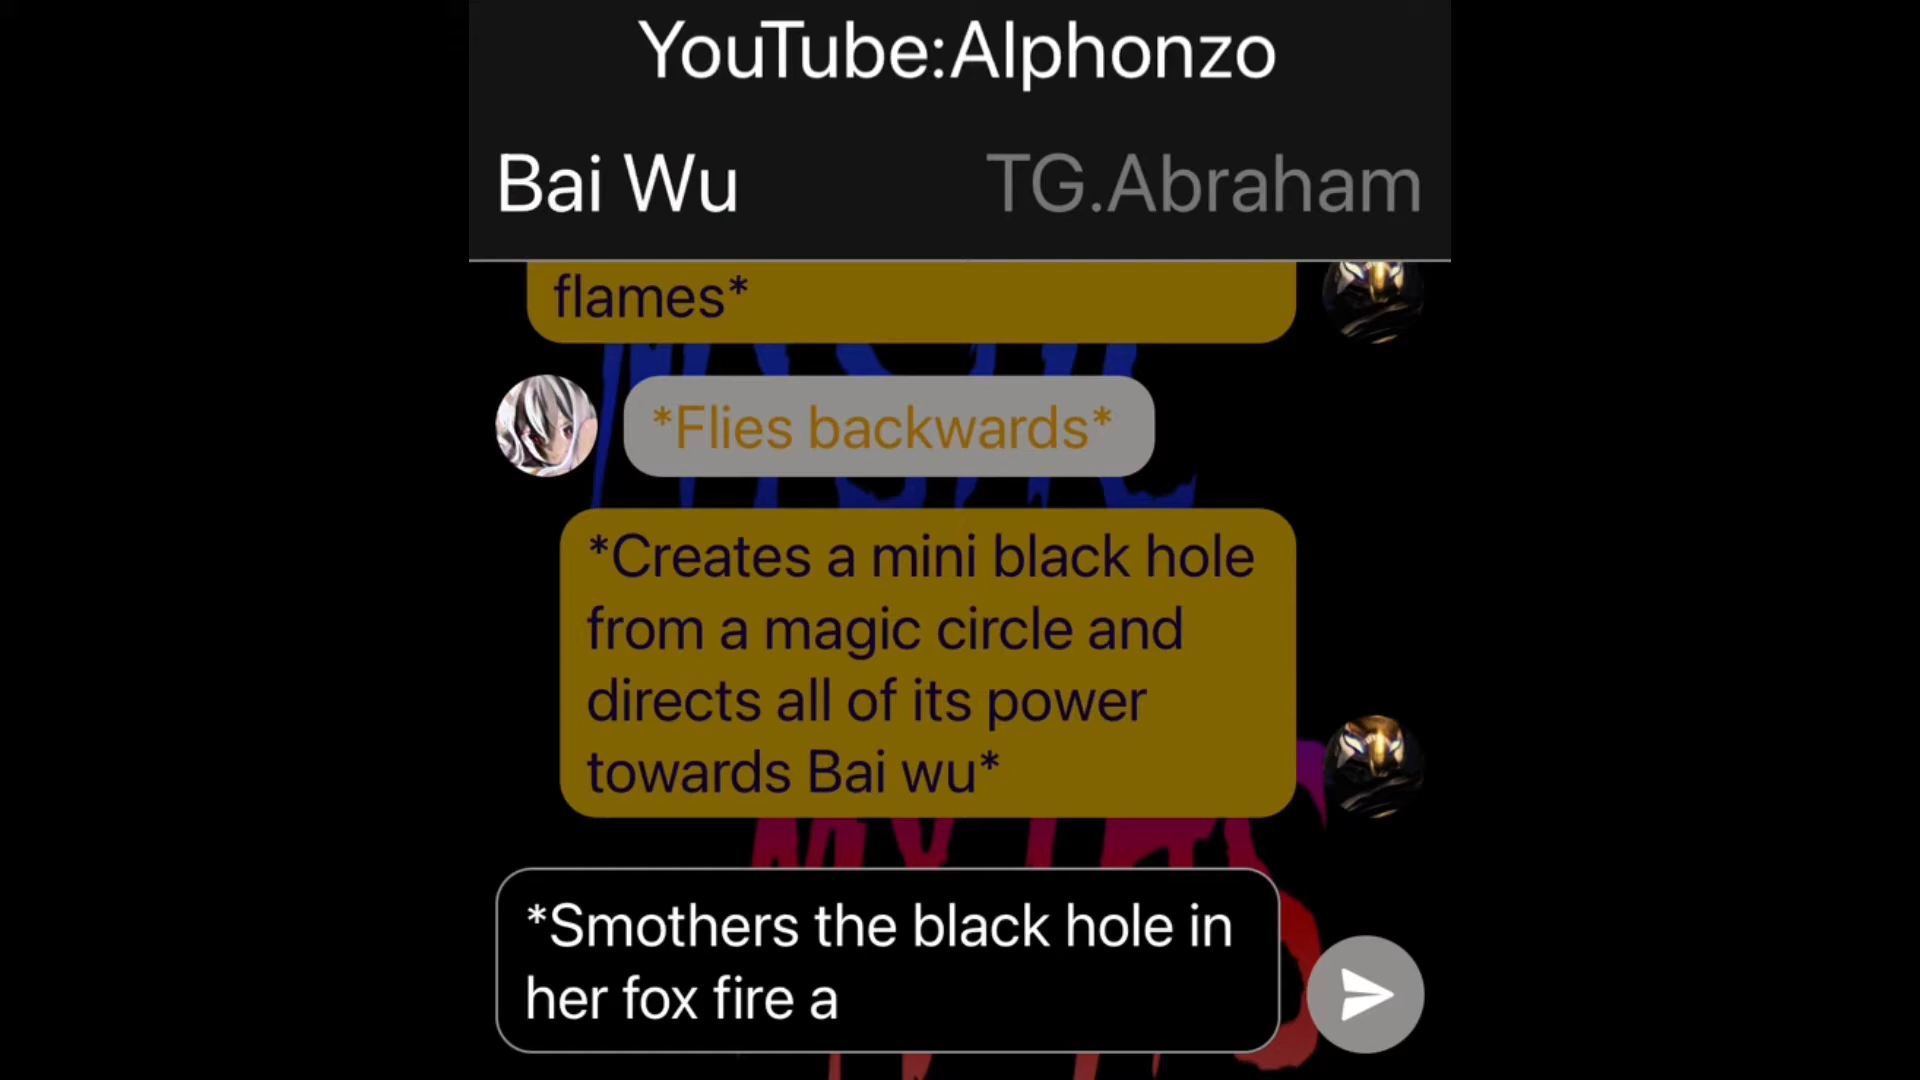 YouTube:Alphonzo
Bai Wu
TG.Abraham
flames*
*Flies backwards*
*Creates a mini black hole
from a magic circle and
directs all of its power
towards Bai wu*
*Smothers the black hole in
her fox fire a